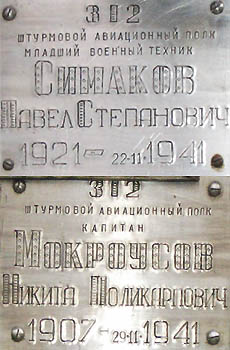 312
ШТУРМОВОЙ АВИАЦИОННЫЙ ПОЛК
МЛАДШИЙ ВОЕННЫЙ ТЕХНИК
СИМАКОВ
ПАВЕЛ СТЕПАНОВИЧ
1921-22-11-1941
312
ШТУРМОВОЙ АВИАЦИОННЫЙ ПОЛК
КАПИТАН
МОКРОУСОВ
НИКИТА ПОЛИКАРПОВИЧ
1907-20-11-1941